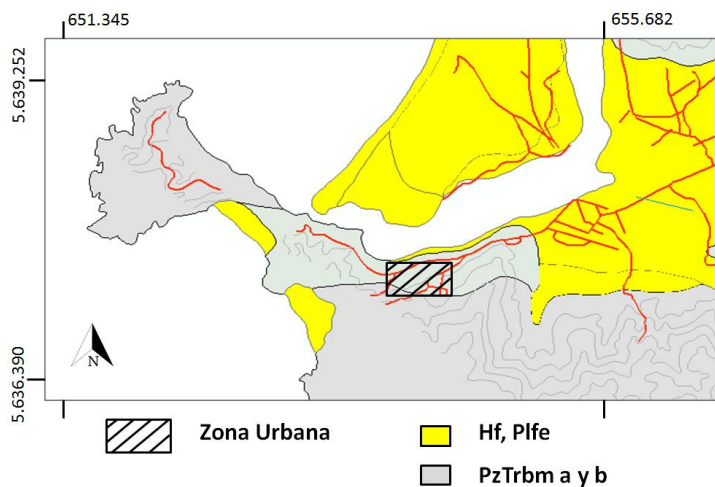 651.345
655.682
5.639.252
5.636.390
N
Zona Urbana
Hf, Plfe
PzTrbm a y b